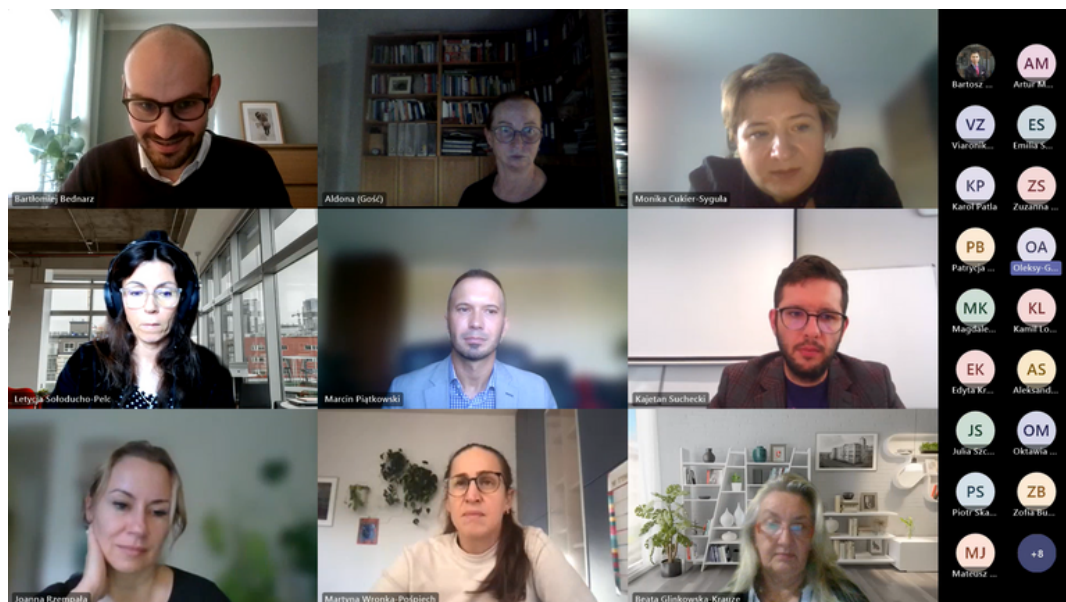 Bartłomiej Bednarz
Aldona (Gość)
Monika Cukier-Syguła
Letycja Sołoducho-Pelc
Marcin Piątkowski
Kajetan Suchecki
Joanna Rzempała
Martyna Wronka-Pośpiech
Beata Glinkowska-Krauze
Bartosz ...
AM
Artur M...
VZ
Viaronik...
ES
Emilia S...
KP
Karol Patla
ZS
Zuzanna ...
PB
Patrycja ...
OA
Oleksy-G...
MK
Magdale...
KL
Kamil Lo...
EK
Edyta Kr...
AS
Aleksand...
JS
Julia Szc...
OM
Oktawia ...
PS
Piotr Ska...
ZB
Zofia Bu...
MJ
Mateusz ...
+8